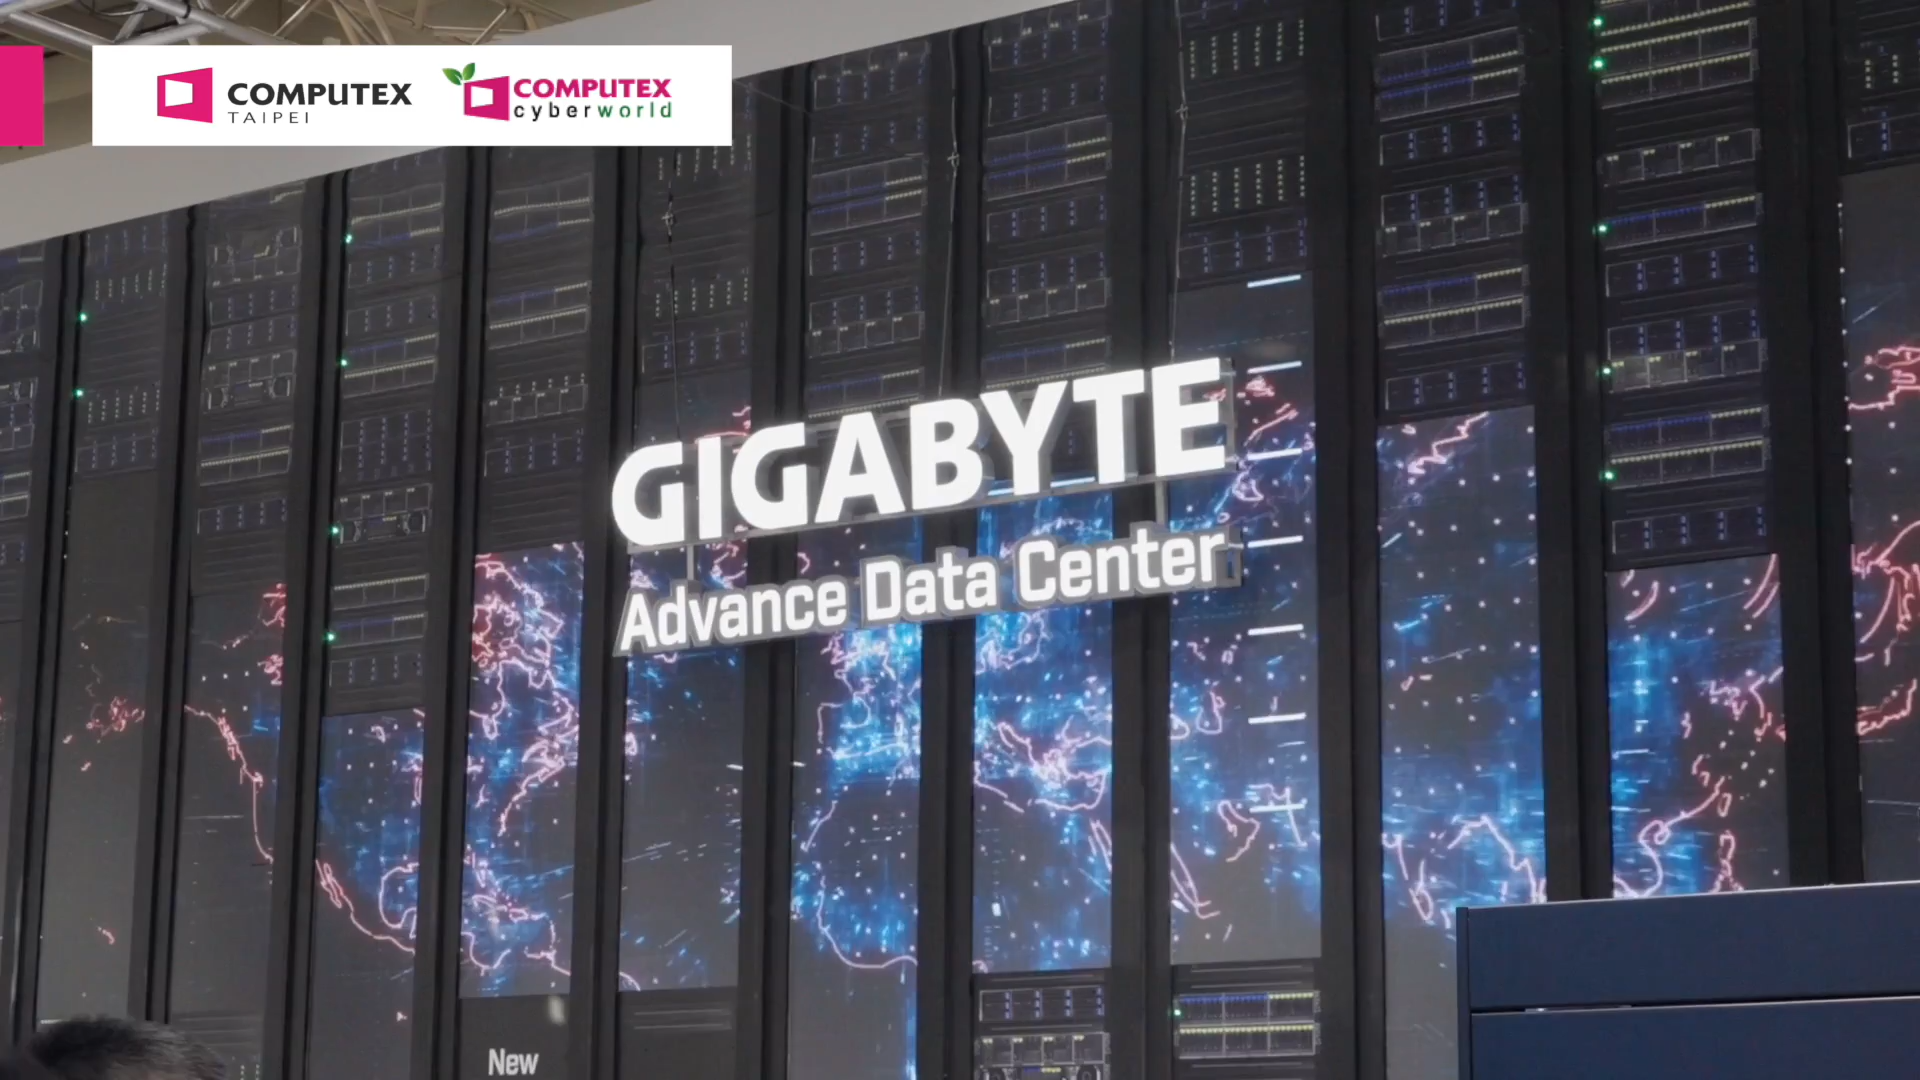 COMPUTEX
TAIPEI
COMPUTEX
cyberworld
GIGABYTE
Advance Data Center
New